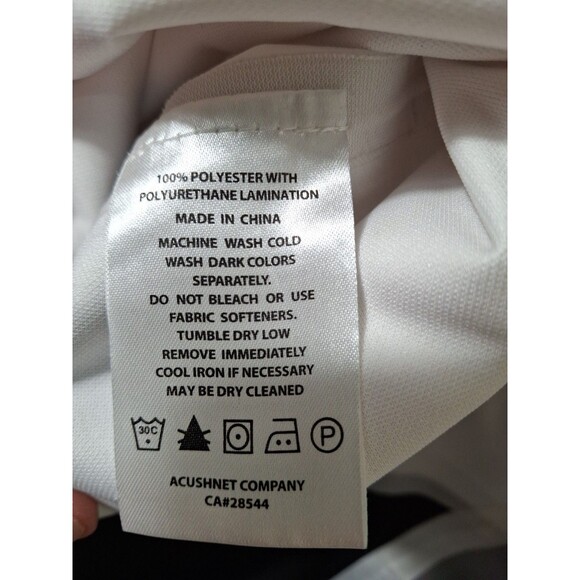 100% POLYESTER WITH
POLYURETHANE LAMINATION
MADE IN CHINA
MACHINE WASH COLD
WASH DARK COLORS
SEPARATELY.
DO NOT BLEACH OR USE
FABRIC SOFTENERS.
TUMBLE DRY LOW
REMOVE IMMEDIATELY
COOL IRON IF NECESSARY
MAY BE DRY CLEANED
30C P
ACUSHNET COMPANY
CA#28544